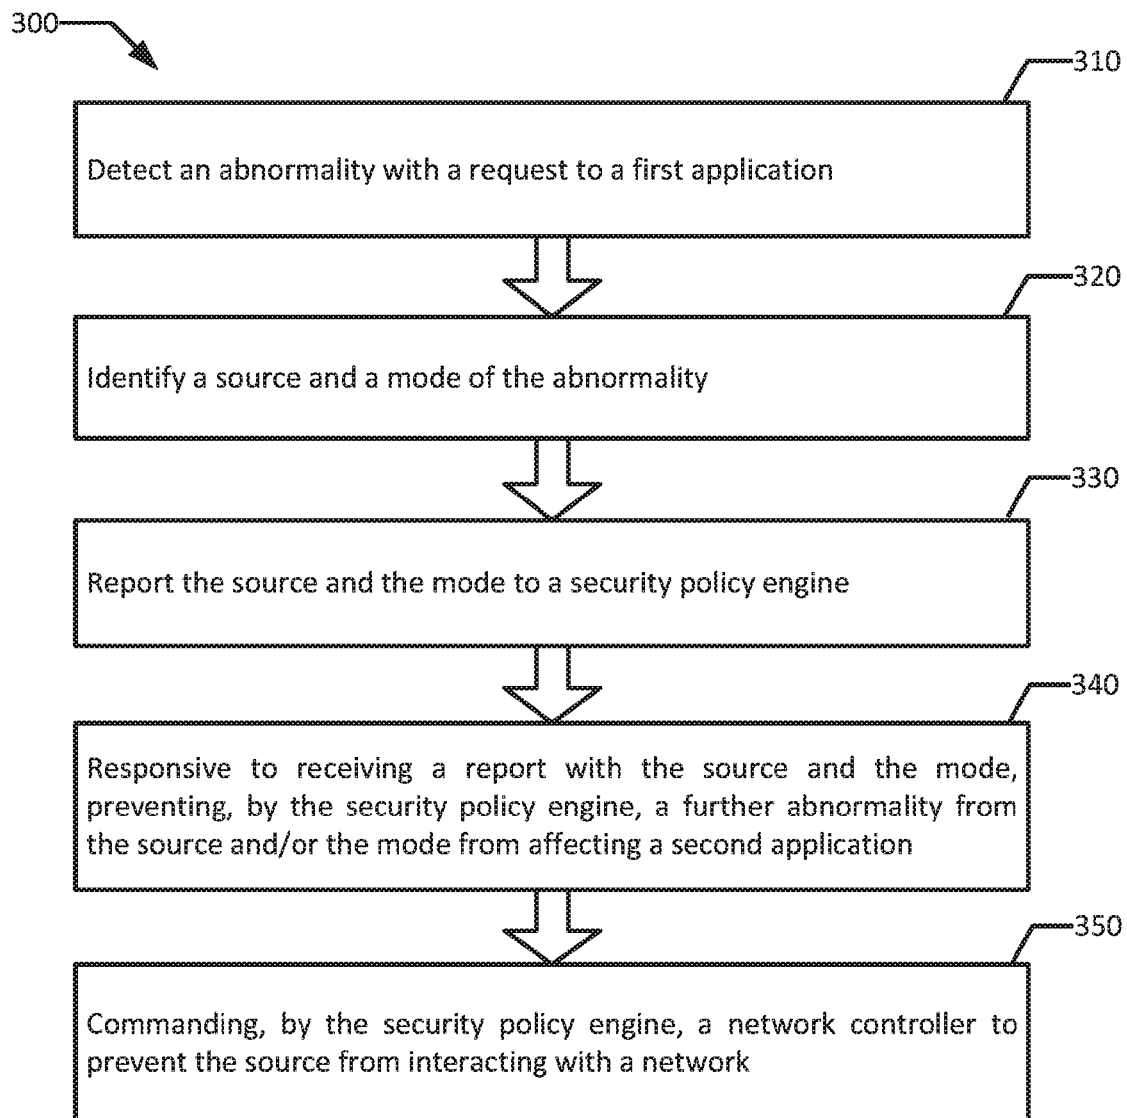 300
310
Detect an abnormality with a request to a first application
320
Identify a source and a mode of the abnormality
330
Report the source and the mode to a security policy engine
340
Responsive to receiving a report with the source and the mode,
preventing, by the security policy engine, a further abnormality from
the source and/or the mode from affecting a second application
350
Commanding, by the security policy engine, a network controller to
prevent the source from interacting with a network